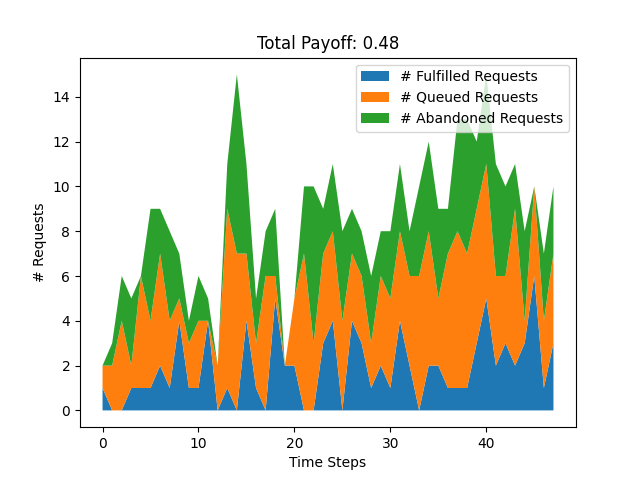 Total Payoff: 0.48
# Fulfilled Requests
# Queued Requests
# Abandoned Requests
14
12
10
8
6
4
2
0
# Requests
0
10
20
30
40
Time Steps